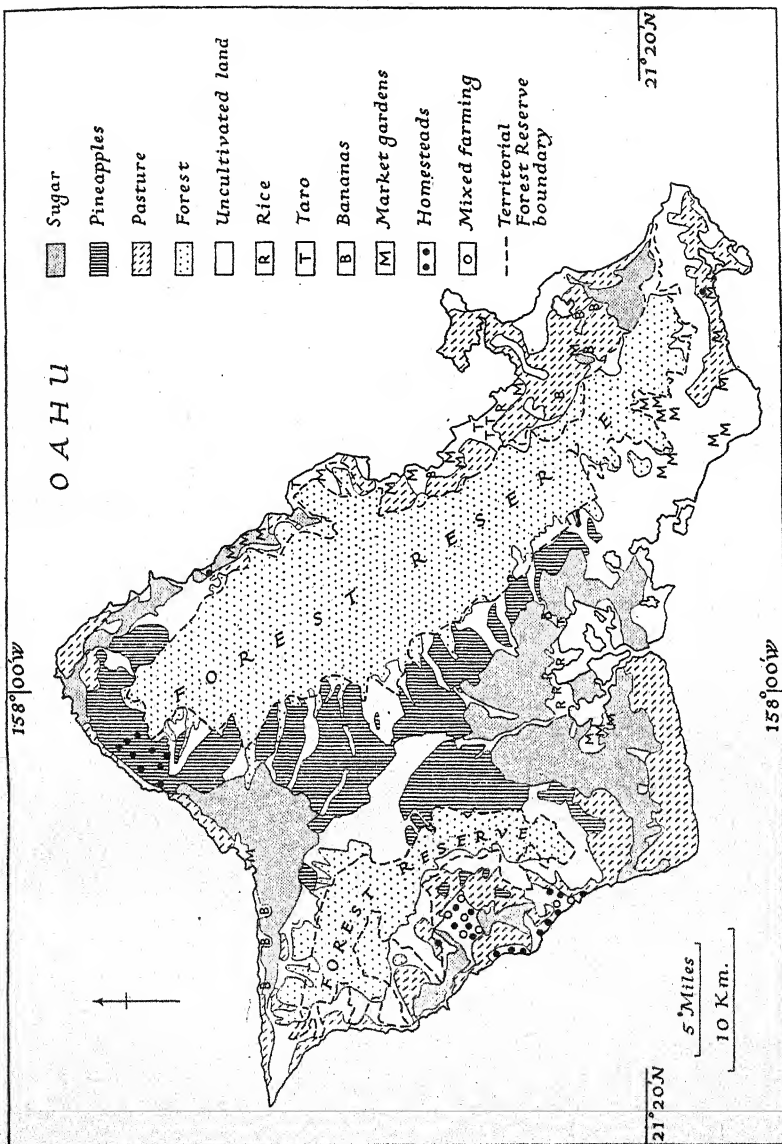 OAHU
158°00'W
21°20'N
Sugar
Pineapples
Pasture
Forest
Uncultivated land
R Rice
T Taro
B Bananas
M Market gardens
Homesteads
Mixed farming
Territorial
Forest Reserve
boundary
FOREST RESERVE
FOREST RESERVE
B B B
M
M
M
M
B
M
M
T T
T
R
M
B
M
B
B
B
R R
R R
R R
M M
M M
M
M M
M M
M M
M
M M
M
M
M
5 Miles
10 Km.
21°20'N
158°00'W